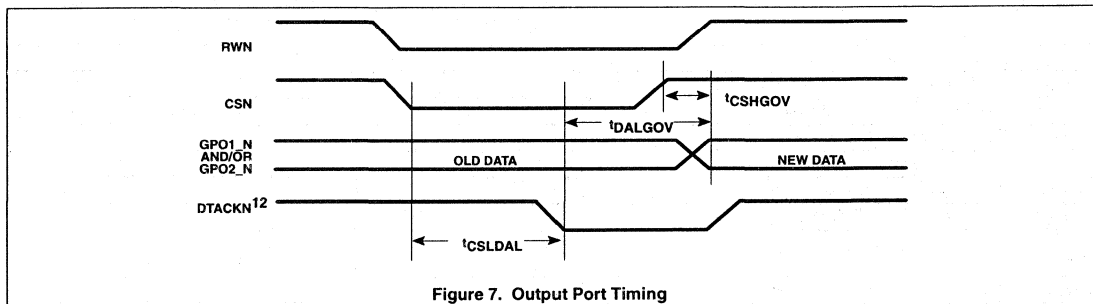 RWN
CSN
tCSHGOV
tDALGOV
GPO1_N
AND/OR
GPO2_N
OLD DATA
NEW DATA
DTACKN12
tCSLDAL
Figure 7. Output Port Timing